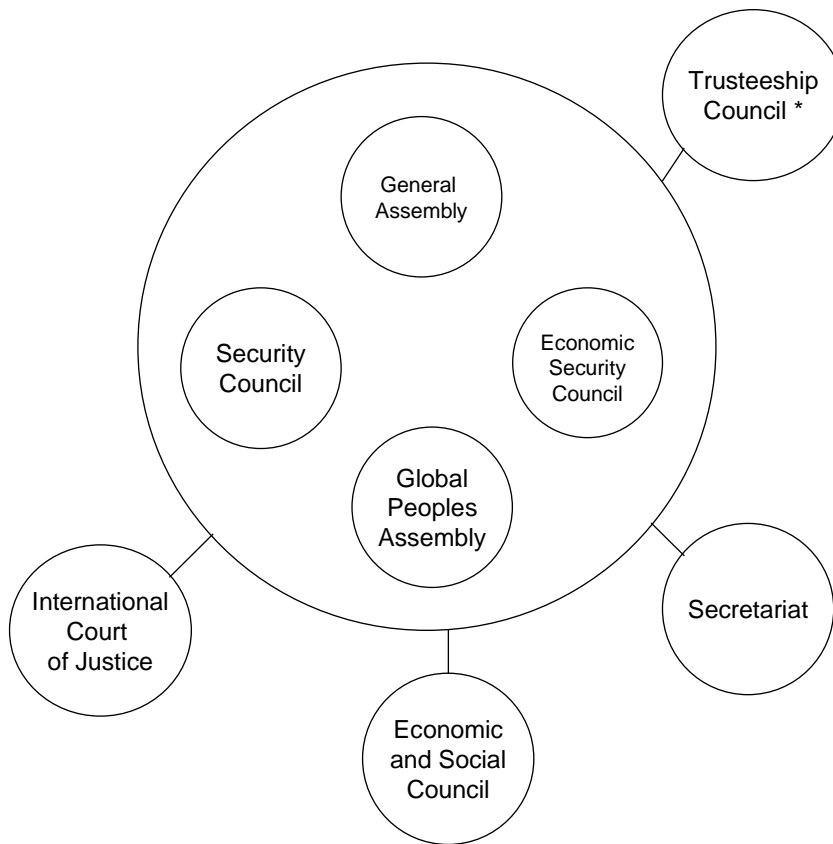 Trusteeship
Council *
General
Assembly
Security
Council
Economic
Security
Council
Global
Peoples
Assembly
International
Court
of Justice
Secretariat
Economic
and Social
Council